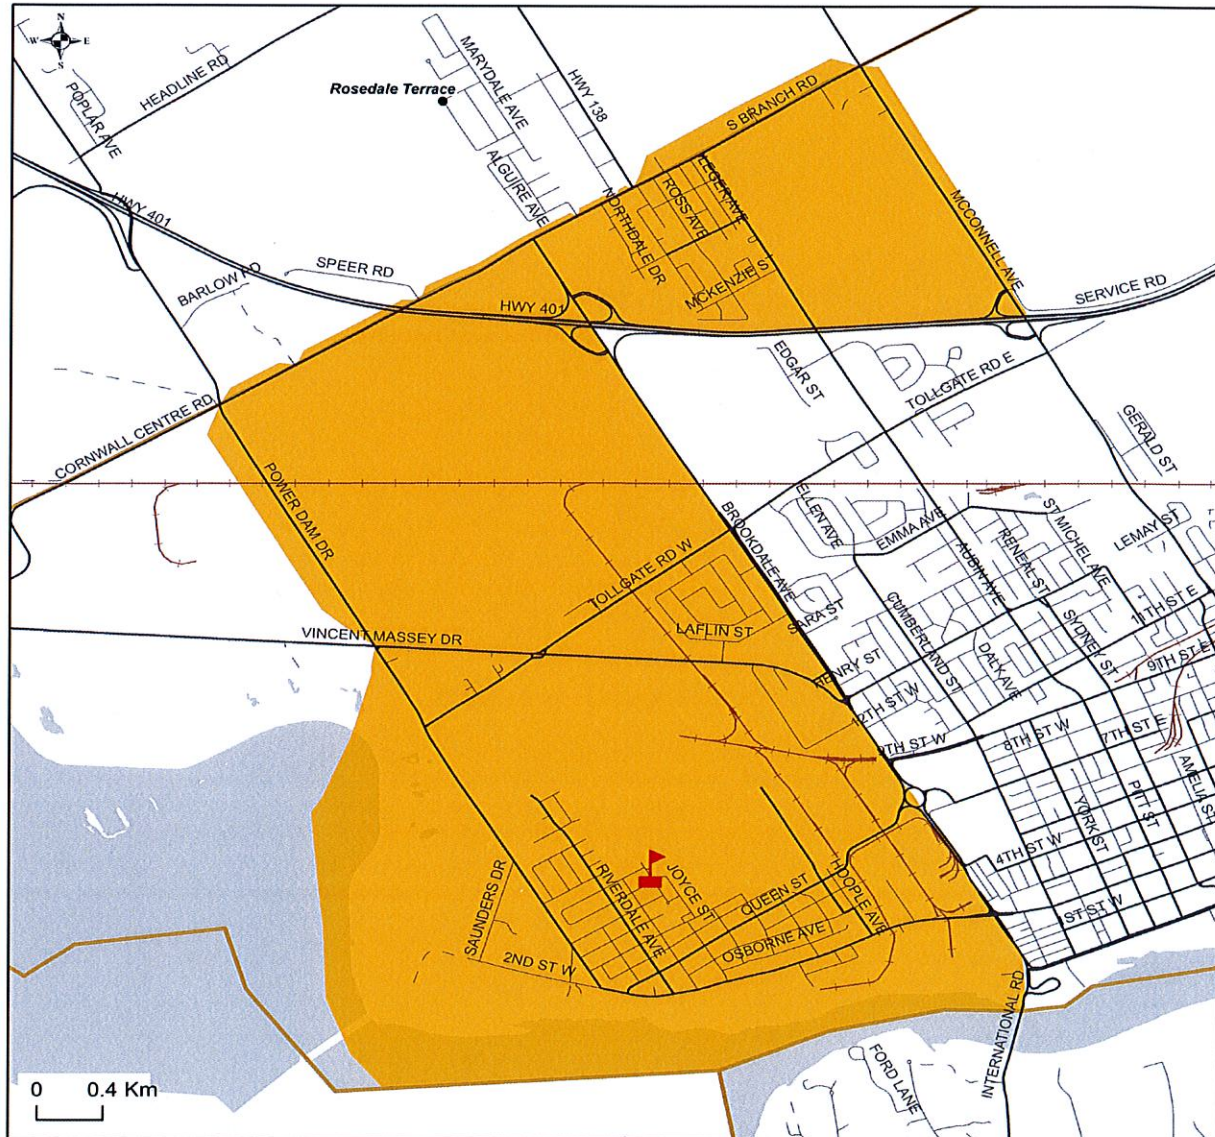 N
W E
S
HEADLINE RD
POPLAR AVE
Rosedale Terrace
MARYDALE AVE
HWY 138
S BRANCH RD
ALGUIRE AVE
LEGER AVE
ROSS AVE
NORTHDALE DR
MCKENZIE S
MCCONNELL AVE
HWY 401
BARLOW RD
SPEER RD
HWY 401
SERVICE RD
EDGAR ST
TOLLGATE RD E
GERALD ST
CORNWALL CENTRE RD
POWER DAM DR
BROOKDALE AVE
ELLEN AVE
EMMA AVE
ST MICHEL AVE
LEMAY ST
RENEAL ST
AUBIN AVE
TOLLGATE RD W
SARA ST
CUMBERLAND ST
DALKAVE
SYDNEY ST
11TH ST E
9TH ST E
VINCENT MASSEY DR
LAFLIN ST
HENRY ST
12TH ST W
9TH ST W
8TH ST W
7TH ST E
AMELIA ST
YORK ST
PITT ST
4TH ST W
1ST ST W
SAUNDERS DR
RIVERDALE AVE
JOYCE ST
QUEEN ST
HOOPLE AVE
OSBORNE AVE
2ND ST W
INTERNATIONAL RD
FORD LANE
0 0.4 Km